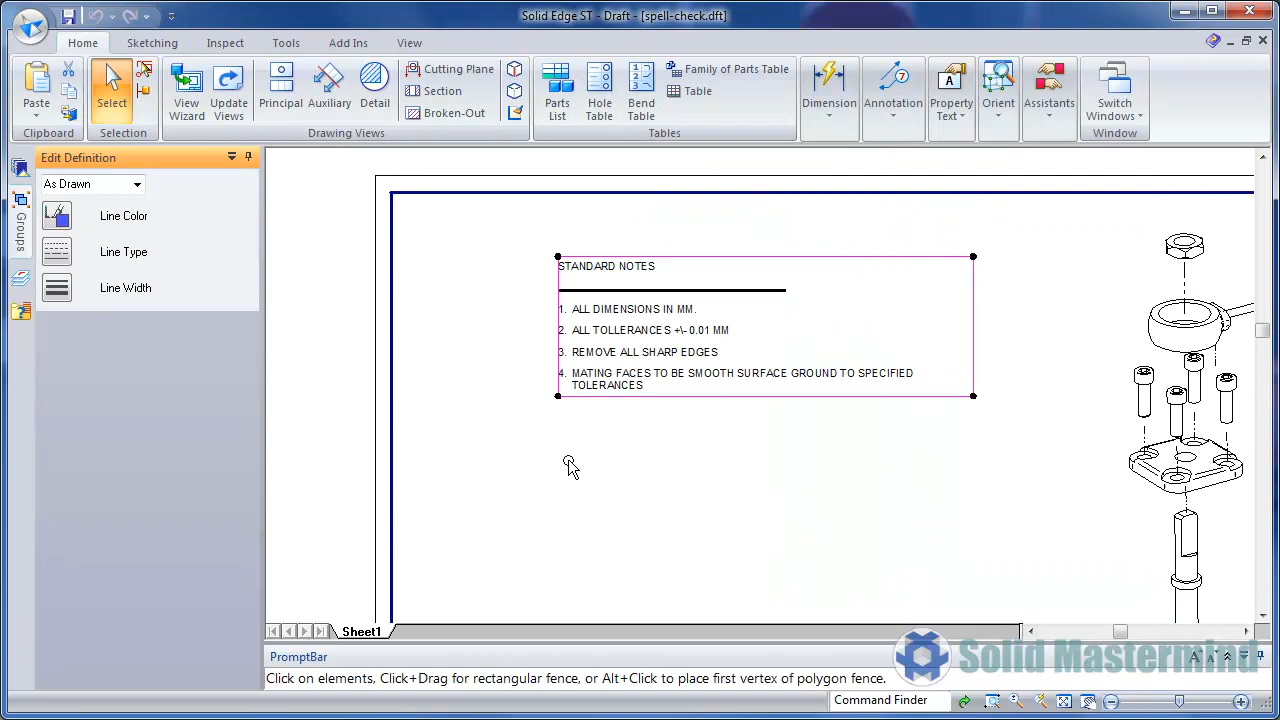 Solid Edge ST - Draft - [spell-check.dft]
Home Sketching Inspect Tools Add Ins View
Paste
Clipboard
Select
Selection
View Wizard
Update Views
Principal
Auxiliary
Detail
Cutting Plane
Section
Broken-Out
Drawing Views
Parts List
Hole Table
Bend Table
Family of Parts Table
Table
Tables
Dimension
Annotation
7
A
Property Text
Orient
Assistants
Switch Windows
Window
Edit Definition
As Drawn
Line Color
Line Type
Line Width
Groups
STANDARD NOTES
1. ALL DIMENSIONS IN MM.
2. ALL TOLLERANCES +\- 0.01 MM
3. REMOVE ALL SHARP EDGES
4. MATING FACES TO BE SMOOTH SURFACE GROUND TO SPECIFIED
TOLERANCES
Sheet1
PromptBar
Solid Mastermind
Click on elements, Click+Drag for rectangular fence, or Alt+Click to place first vertex of polygon fence.
Command Finder